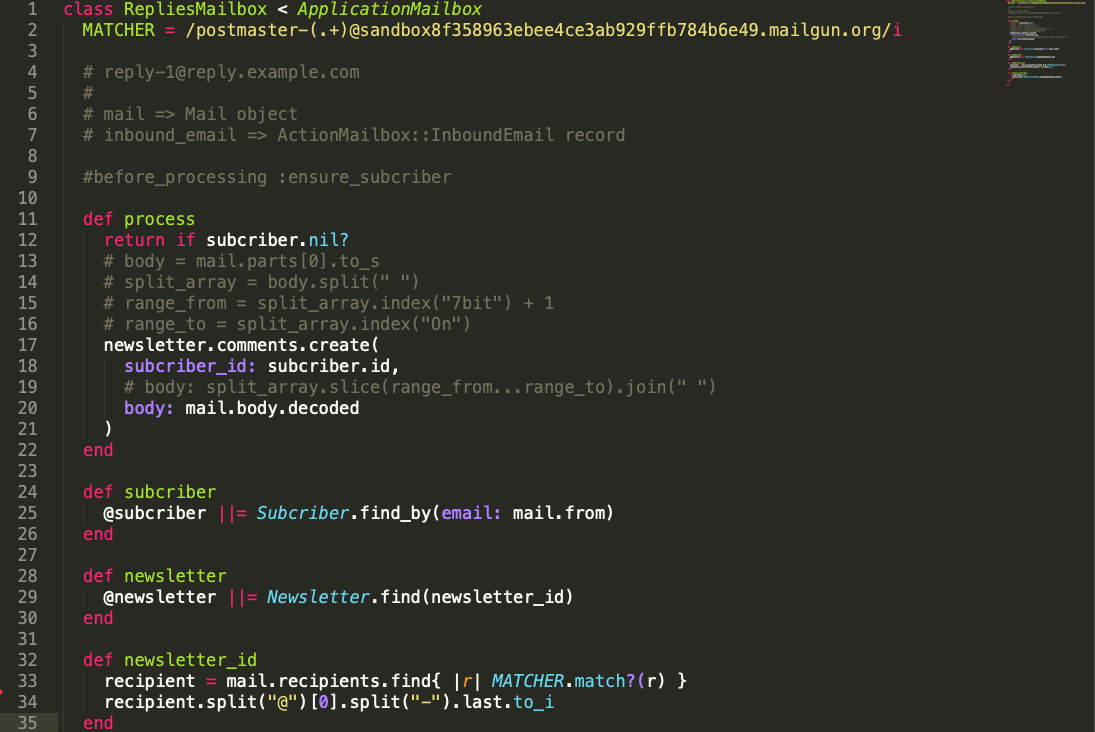 1 class RepliesMailbox < ApplicationMailbox
2   MATCHER = /postmaster-(.+)@sandbox8f358963ebee4ce3ab929ffb784b6e49.mailgun.org/i
3
4   # reply-1@reply.example.com
5   #
6   # mail => Mail object
7   # inbound_email => ActionMailbox::InboundEmail record
8
9   #before_processing :ensure_subcriber
10
11   def process
12     return if subcriber.nil?
13     # body = mail.parts[0].to_s
14     # split_array = body.split(" ")
15     # range_from = split_array.index("7bit") + 1
16     # range_to = split_array.index("On")
17     newsletter.comments.create(
18       subcriber_id: subcriber.id,
19       # body: split_array.slice(range_from...range_to).join(" ")
20       body: mail.body.decoded
21     )
22   end
23
24   def subcriber
25     @subcriber ||= Subcriber.find_by(email: mail.from)
26   end
27
28   def newsletter
29     @newsletter ||= Newsletter.find(newsletter_id)
30   end
31
32   def newsletter_id
33     recipient = mail.recipients.find{ |r| MATCHER.match?(r) }
34     recipient.split("@")[0].split("-").last.to_i
35   end